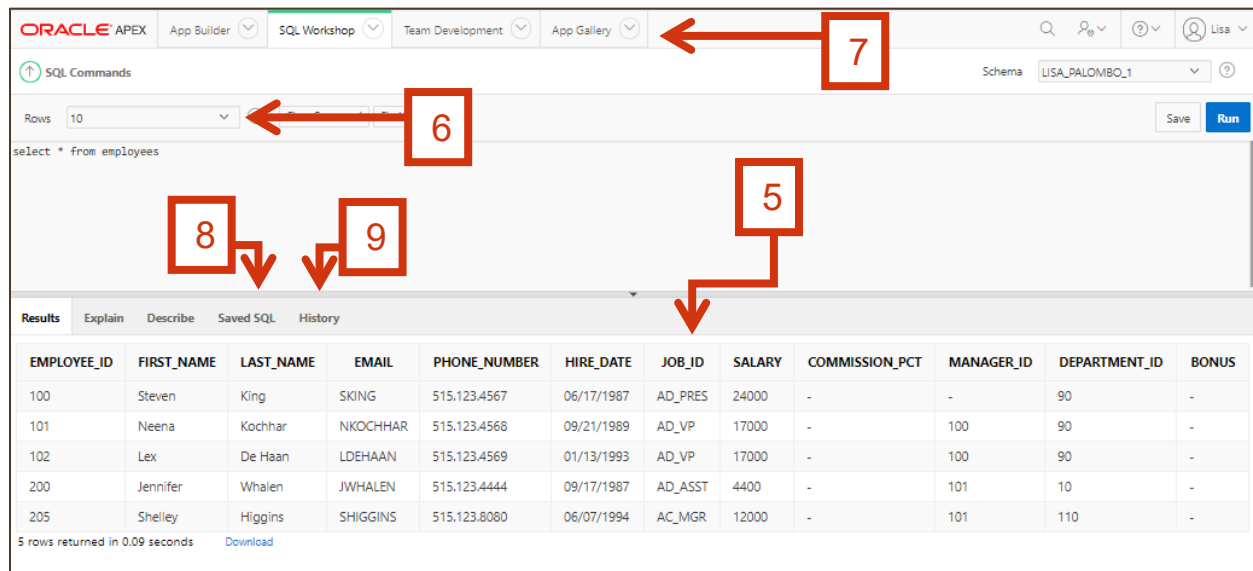 ORACLE APEX App Builder SQL Workshop Team Development App Gallery Lisa
7
SQL Commands Schema LISA_PALOMBO_1
Rows 10 Save Run
6
select * from employees
5
8 9
Results Explain Describe Saved SQL History
EMPLOYEE_ID FIRST_NAME LAST_NAME EMAIL PHONE_NUMBER HIRE_DATE JOB_ID SALARY COMMISSION_PCT MANAGER_ID DEPARTMENT_ID BONUS
100 Steven King SKING 515.123.4567 06/17/1987 AD_PRES 24000 - - 90 -
101 Neena Kochhar NKOCHHAR 515.123.4568 09/21/1989 AD_VP 17000 - 100 90 -
102 Lex De Haan LDEHAAN 515.123.4569 01/13/1993 AD_VP 17000 - 100 90 -
200 Jennifer Whalen JWHALEN 515.123.4444 09/17/1987 AD_ASST 4400 - 101 10 -
205 Shelley Higgins SHIGGINS 515.123.8080 06/07/1994 AC_MGR 12000 - 101 110 -
5 rows returned in 0.09 seconds Download